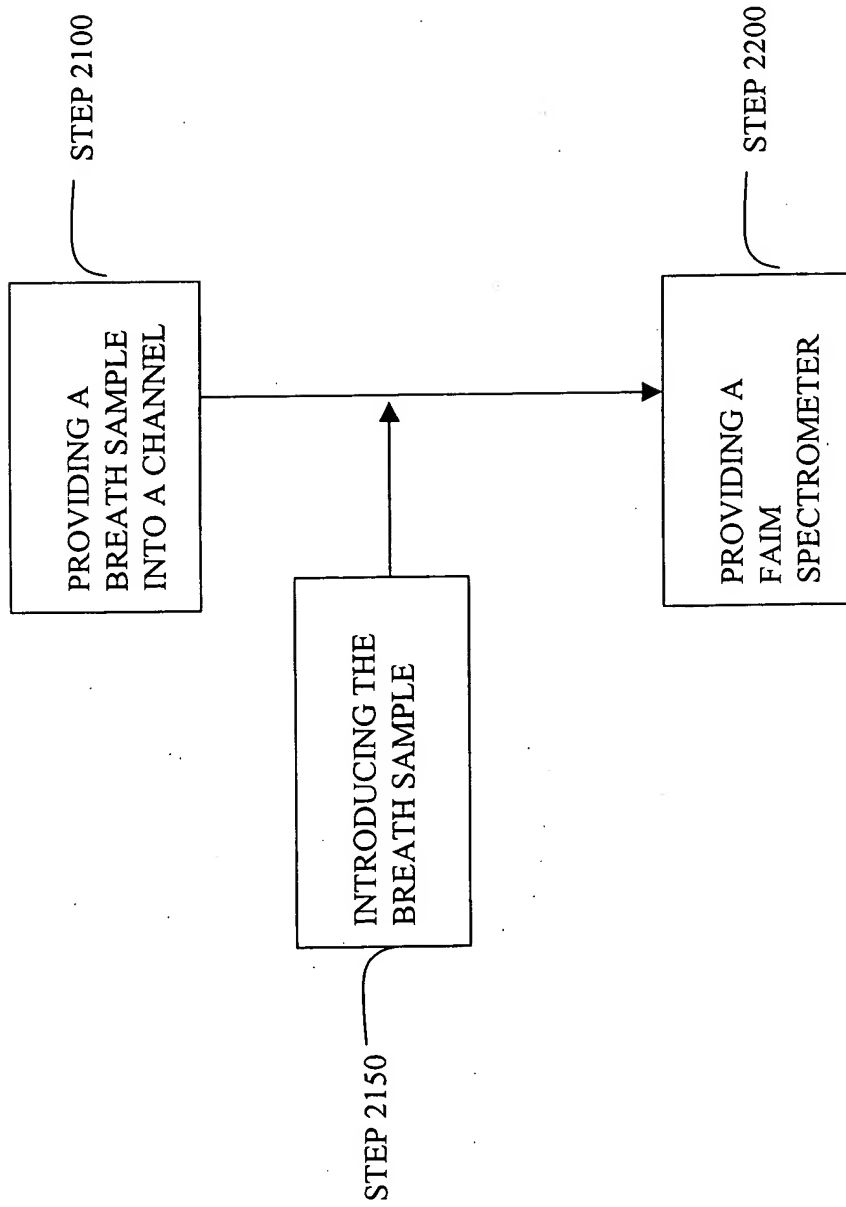 PROVIDING A
BREATH SAMPLE
INTO A CHANNEL
STEP 2100
INTRODUCING THE
BREATH SAMPLE
STEP 2150
PROVIDING A
FAIM
SPECTROMETER
STEP 2200